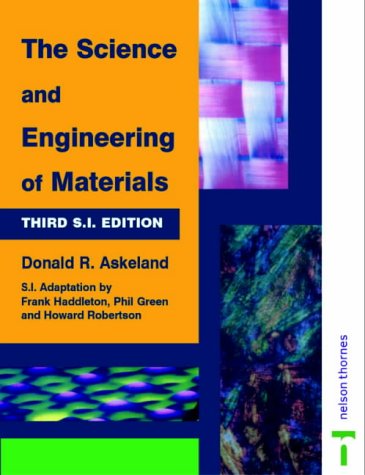 The Science
and
Engineering
of Materials
THIRD S.I. EDITION
Donald R. Askeland
S.I. Adaptation by
Frank Haddleton, Phil Green
and Howard Robertson
nelson thornes